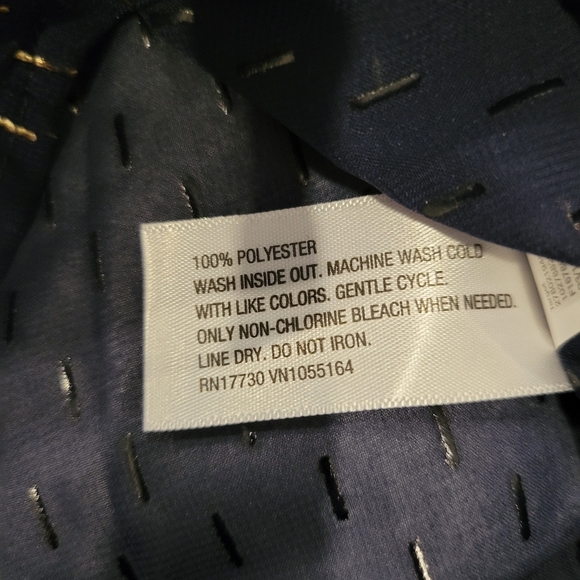 100% POLYESTER
WASH INSIDE OUT. MACHINE WASH COLD
WITH LIKE COLORS. GENTLE CYCLE.
ONLY NON-CHLORINE BLEACH WHEN NEEDED.
LINE DRY. DO NOT IRON.
RN17730 VN1055164